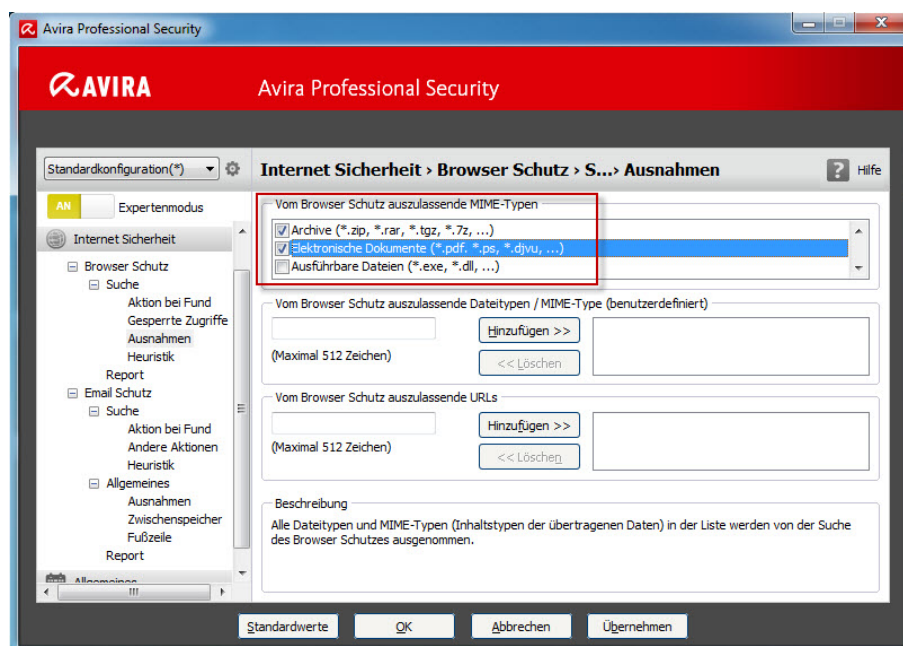 Avira Professional Security
AVIRA
Avira Professional Security
Standardkonfiguration(*)
Internet Sicherheit › Browser Schutz › S...› Ausnahmen
? Hilfe
AN Expertenmodus
Internet Sicherheit
Browser Schutz
Suche
Aktion bei Fund
Gesperrte Zugriffe
Ausnahmen
Heuristik
Report
Email Schutz
Suche
Aktion bei Fund
Andere Aktionen
Heuristik
Allgemeines
Ausnahmen
Zwischenspeicher
Fußzeile
Report
Allgemeines
Vom Browser Schutz auszulassende MIME-Typen
Archive (*.zip, *.rar, *.tgz, *.7z, ...)
Elektronische Dokumente (*.pdf. *.ps, *.djvu, ...)
Ausführbare Dateien (*.exe, *.dll, ...)
Vom Browser Schutz auszulassende Dateitypen / MIME-Type (benutzerdefiniert)
Hinzufügen >>
(Maximal 512 Zeichen)
<< Löschen
Vom Browser Schutz auszulassende URLs
Hinzufügen >>
(Maximal 512 Zeichen)
<< Löschen
Beschreibung
Alle Dateitypen und MIME-Typen (Inhaltstypen der übertragenen Daten) in der Liste werden von der Suche
des Browser Schutzes ausgenommen.
Standardwerte
OK
Abbrechen
Übernehmen